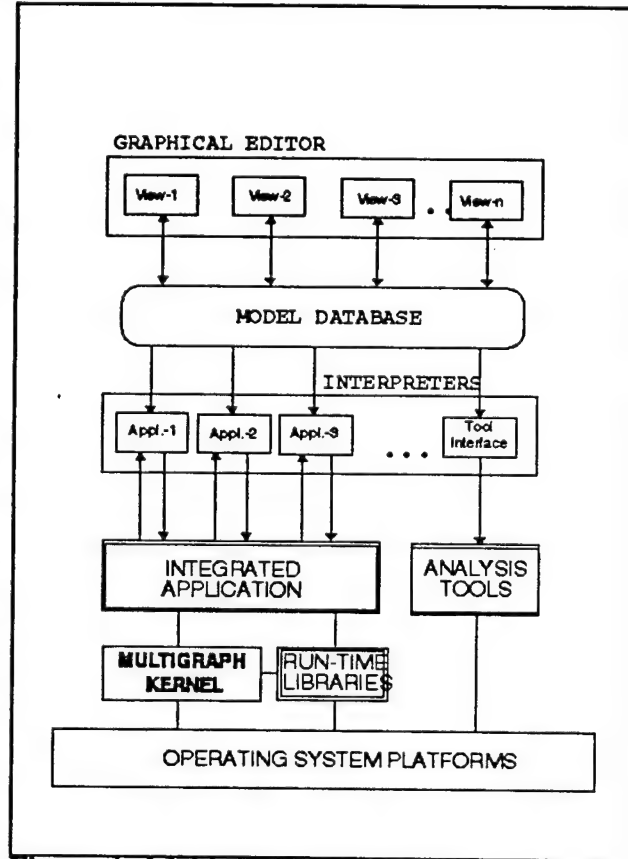 GRAPHICAL EDITOR
View-1
View-2
View-3
. .
View-n
MODEL DATABASE
INTERPRETERS
Appl.-1
Appl.-2
Appl.-3
. . .
Tool
Interface
INTEGRATED
APPLICATION
ANALYSIS
TOOLS
MULTIGRAPH
KERNEL
RUN-TIME
LIBRARIES
OPERATING SYSTEM PLATFORMS